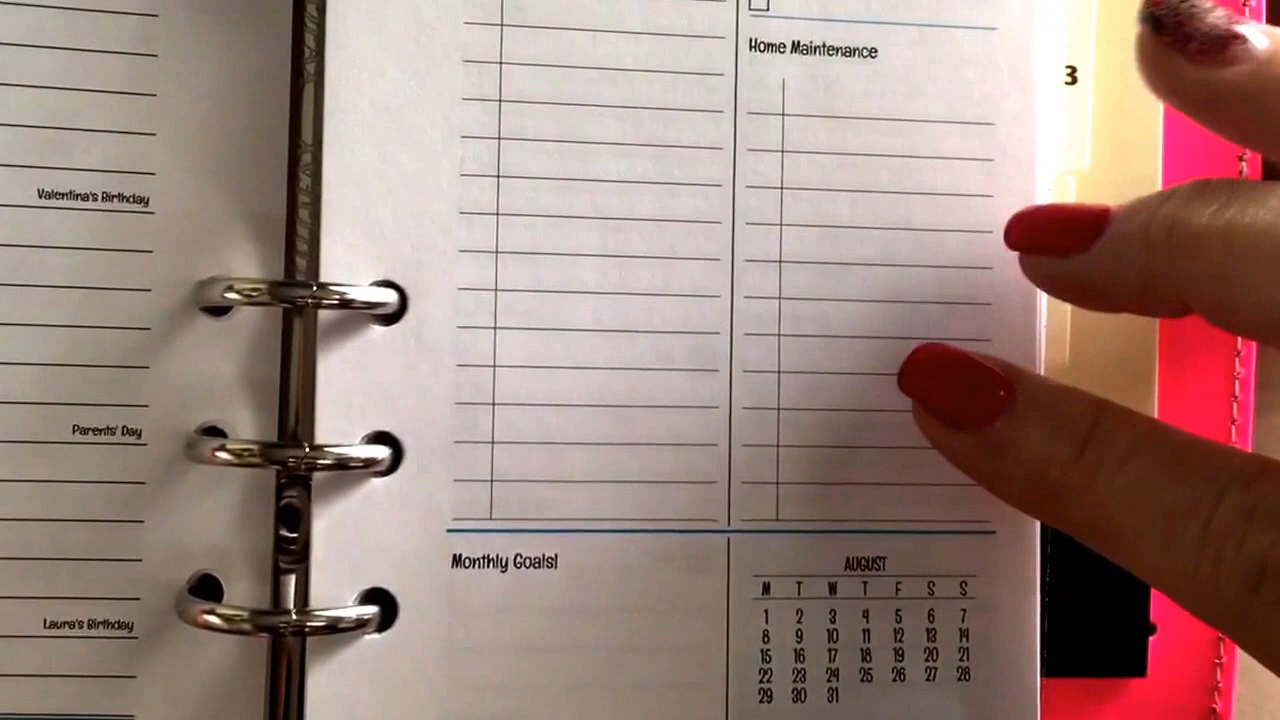 Valentina's Birthday
Parents' Day
Laura's Birthday
Home Maintenance
Monthly Goals!
AUGUST
M T W T F S S
1 2 3 4 5 6 7
8 9 10 11 12 13 14
15 16 17 18 19 20 21
22 23 24 25 26 27 28
29 30 31
3